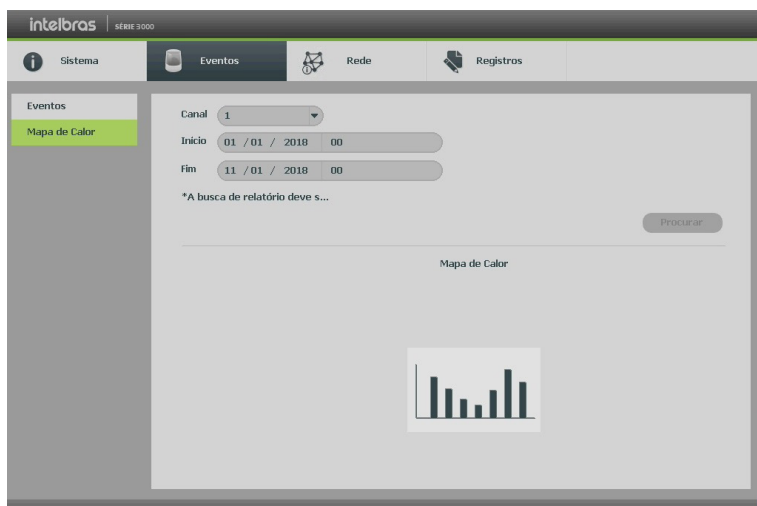 intelbras SÉRIE 3000
Sistema Eventos Rede Registros
Eventos
Mapa de Calor
Canal 1
Início 01 / 01 / 2018 00
Fim 11 / 01 / 2018 00
*A busca de relatório deve s...
Procurar
Mapa de Calor